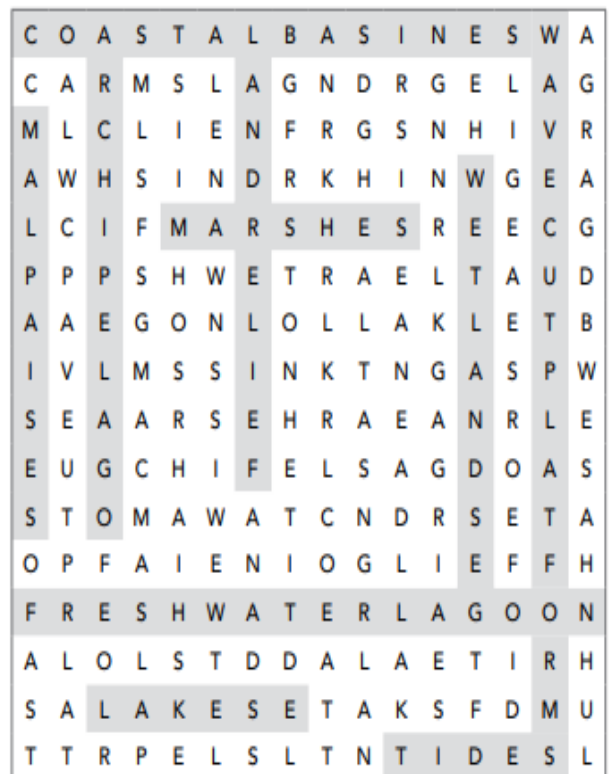 C O A S T A L B A S I N E S W A
C A R M S L A G N D R G E L A G
M L C L I E N F R G S N H I V R
A W H S I N D R K H I N W G E A
L C I F M A R S H E S R E E C G
P P P S H W E T R A E L T A U D
A A E G O N L O L L A K L E T B
I V L M S S I N K T N G A S P W
S E A A R S E H R A E A N R L E
E U G C H I F E L S A G D O A S
S T O M A W A T C N D R S E T A
O P F A I E N I O G L I E F F H
F R E S H W A T E R L A G O O N
A L O L S T D D A L A E T I R H
S A L A K E S E T A K S F D M U
T T R P E L S L T N T I D E S L